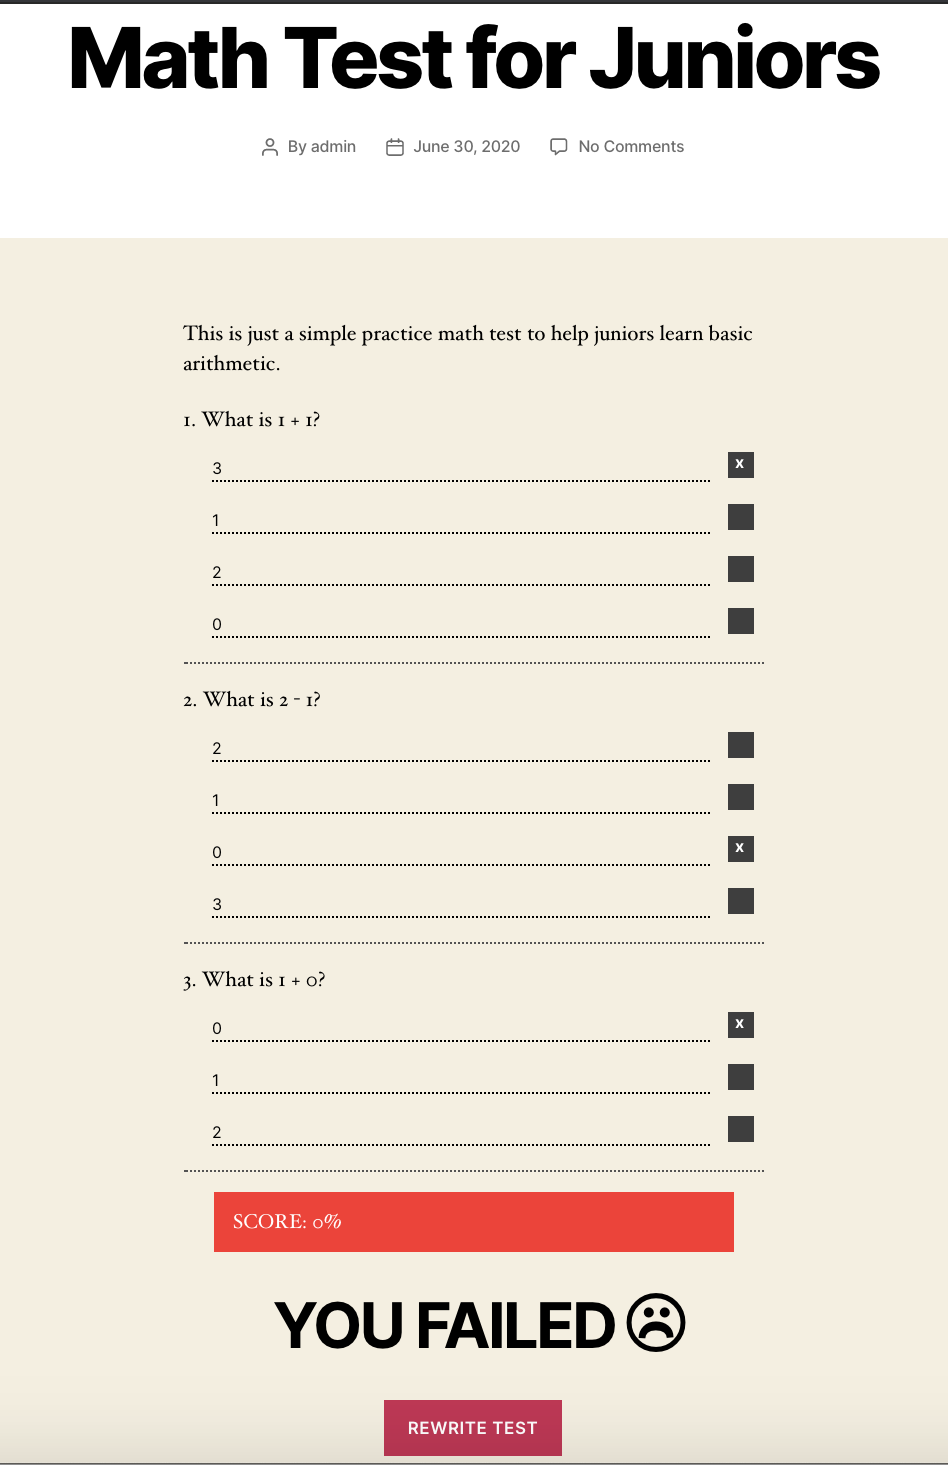 Math Test for Juniors
By admin June 30, 2020 No Comments
This is just a simple practice math test to help juniors learn basic
arithmetic.
1. What is 1 + 1?
3 x
1
2
0
2. What is 2 - 1?
2
1
0 x
3
3. What is 1 + 0?
0 x
1
2
SCORE: 0%
YOU FAILED ☹
REWRITE TEST